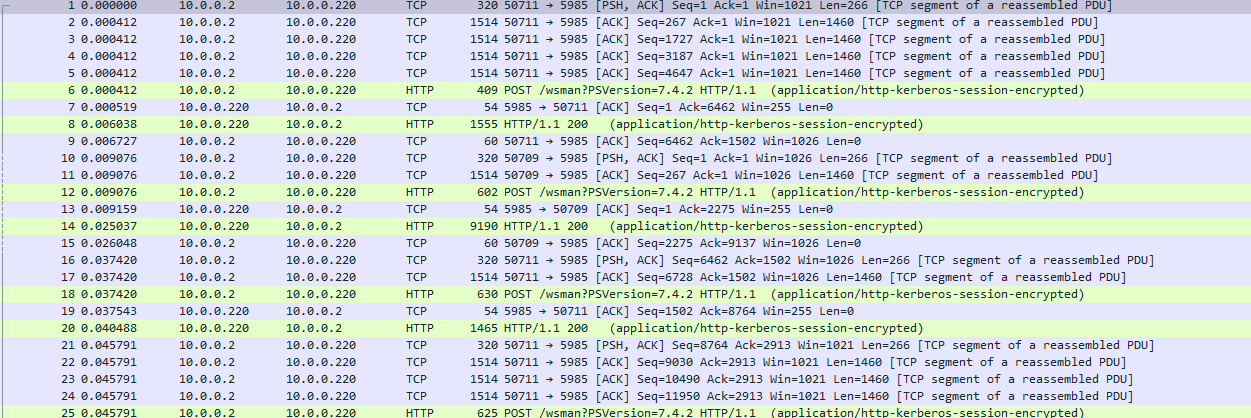 1 0.000000 10.0.0.2 10.0.0.220 TCP 320 50711 → 5985 [PSH, ACK] Seq=1 Ack=1 Win=1021 Len=266 [TCP segment of a reassembled PDU]
2 0.000412 10.0.0.2 10.0.0.220 TCP 1514 50711 → 5985 [ACK] Seq=267 Ack=1 Win=1021 Len=1460 [TCP segment of a reassembled PDU]
3 0.000412 10.0.0.2 10.0.0.220 TCP 1514 50711 → 5985 [ACK] Seq=1727 Ack=1 Win=1021 Len=1460 [TCP segment of a reassembled PDU]
4 0.000412 10.0.0.2 10.0.0.220 TCP 1514 50711 → 5985 [ACK] Seq=3187 Ack=1 Win=1021 Len=1460 [TCP segment of a reassembled PDU]
5 0.000412 10.0.0.2 10.0.0.220 TCP 1514 50711 → 5985 [ACK] Seq=4647 Ack=1 Win=1021 Len=1460 [TCP segment of a reassembled PDU]
6 0.000412 10.0.0.2 10.0.0.220 HTTP 409 POST /wsman?PSVersion=7.4.2 HTTP/1.1 (application/http-kerberos-session-encrypted)
7 0.000519 10.0.0.220 10.0.0.2 TCP 54 5985 → 50711 [ACK] Seq=1 Ack=6462 Win=255 Len=0
8 0.006038 10.0.0.220 10.0.0.2 HTTP 1555 HTTP/1.1 200 (application/http-kerberos-session-encrypted)
9 0.006727 10.0.0.2 10.0.0.220 TCP 60 50711 → 5985 [ACK] Seq=6462 Ack=1502 Win=1026 Len=0
10 0.009076 10.0.0.2 10.0.0.220 TCP 320 50709 → 5985 [PSH, ACK] Seq=1 Ack=1 Win=1026 Len=266 [TCP segment of a reassembled PDU]
11 0.009076 10.0.0.2 10.0.0.220 TCP 1514 50709 → 5985 [ACK] Seq=267 Ack=1 Win=1026 Len=1460 [TCP segment of a reassembled PDU]
12 0.009076 10.0.0.2 10.0.0.220 HTTP 602 POST /wsman?PSVersion=7.4.2 HTTP/1.1 (application/http-kerberos-session-encrypted)
13 0.009159 10.0.0.220 10.0.0.2 TCP 54 5985 → 50709 [ACK] Seq=1 Ack=2275 Win=255 Len=0
14 0.025037 10.0.0.220 10.0.0.2 HTTP 9190 HTTP/1.1 200 (application/http-kerberos-session-encrypted)
15 0.026048 10.0.0.2 10.0.0.220 TCP 60 50709 → 5985 [ACK] Seq=2275 Ack=9137 Win=1026 Len=0
16 0.037420 10.0.0.2 10.0.0.220 TCP 320 50711 → 5985 [PSH, ACK] Seq=6462 Ack=1502 Win=1026 Len=266 [TCP segment of a reassembled PDU]
17 0.037420 10.0.0.2 10.0.0.220 TCP 1514 50711 → 5985 [ACK] Seq=6728 Ack=1502 Win=1026 Len=1460 [TCP segment of a reassembled PDU]
18 0.037420 10.0.0.2 10.0.0.220 HTTP 630 POST /wsman?PSVersion=7.4.2 HTTP/1.1 (application/http-kerberos-session-encrypted)
19 0.037543 10.0.0.220 10.0.0.2 TCP 54 5985 → 50711 [ACK] Seq=1502 Ack=8764 Win=255 Len=0
20 0.040488 10.0.0.220 10.0.0.2 HTTP 1465 HTTP/1.1 200 (application/http-kerberos-session-encrypted)
21 0.045791 10.0.0.2 10.0.0.220 TCP 320 50711 → 5985 [PSH, ACK] Seq=8764 Ack=2913 Win=1021 Len=266 [TCP segment of a reassembled PDU]
22 0.045791 10.0.0.2 10.0.0.220 TCP 1514 50711 → 5985 [ACK] Seq=9030 Ack=2913 Win=1021 Len=1460 [TCP segment of a reassembled PDU]
23 0.045791 10.0.0.2 10.0.0.220 TCP 1514 50711 → 5985 [ACK] Seq=10490 Ack=2913 Win=1021 Len=1460 [TCP segment of a reassembled PDU]
24 0.045791 10.0.0.2 10.0.0.220 TCP 1514 50711 → 5985 [ACK] Seq=11950 Ack=2913 Win=1021 Len=1460 [TCP segment of a reassembled PDU]
25 0.045791 10.0.0.2 10.0.0.220 HTTP 625 POST /wsman?PSVersion=7.4.2 HTTP/1.1 (application/http-kerberos-session-encrypted)